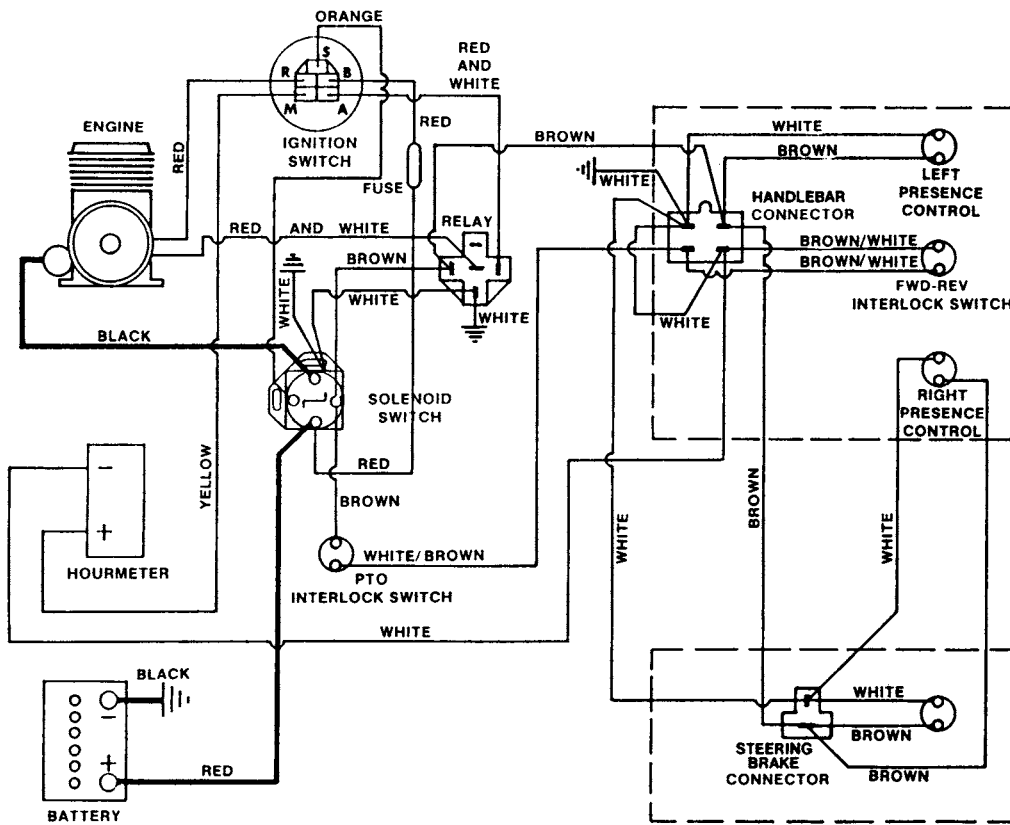 ORANGE
S
R
B
M
A
IGNITION
SWITCH
RED
AND
WHITE
ENGINE
RED
RED
FUSE
BROWN
WHITE
BROWN
LEFT
PRESENCE
CONTROL
WHITE
HANDLEBAR
CONNECTOR
RELAY
RED AND WHITE
BROWN
WHITE
WHITE
WHITE
BROWN/WHITE
BROWN/WHITE
FWD-REV
INTERLOCK SWITCH
WHITE
BLACK
SOLENOID
SWITCH
RIGHT
PRESENCE
CONTROL
RED
YELLOW
BROWN
BROWN
WHITE
WHITE
−
+
HOURMETER
WHITE/BROWN
PTO
INTERLOCK SWITCH
WHITE
BLACK
−
+
RED
BATTERY
WHITE
BROWN
STEERING
BRAKE
CONNECTOR
BROWN